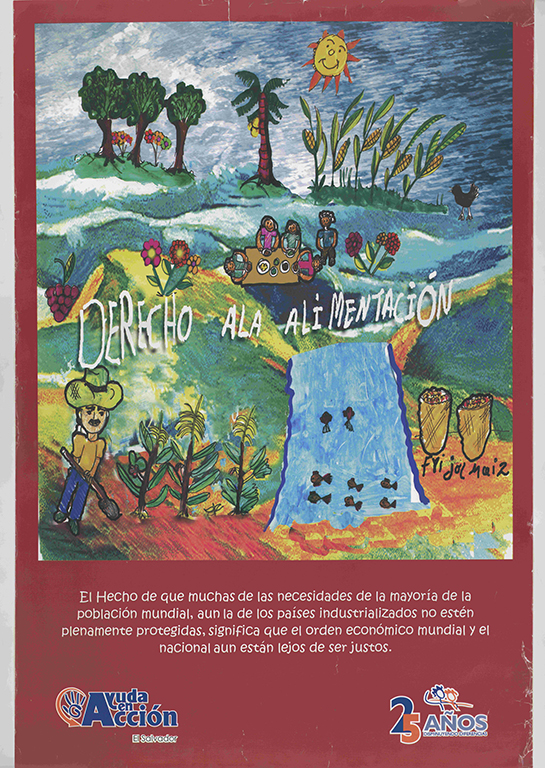 DERECHO ALA ALIMENTACIÓN
frijol maiz
El Hecho de que muchas de las necesidades de la mayoría de la
población mundial, aun la de los países industrializados no estén
plenamente protegidas, significa que el orden económico mundial y el
nacional aun están lejos de ser justos.
Ayuda
en
Acción
El Salvador
25 AÑOS
DISMINUYENDO DIFERENCIAS